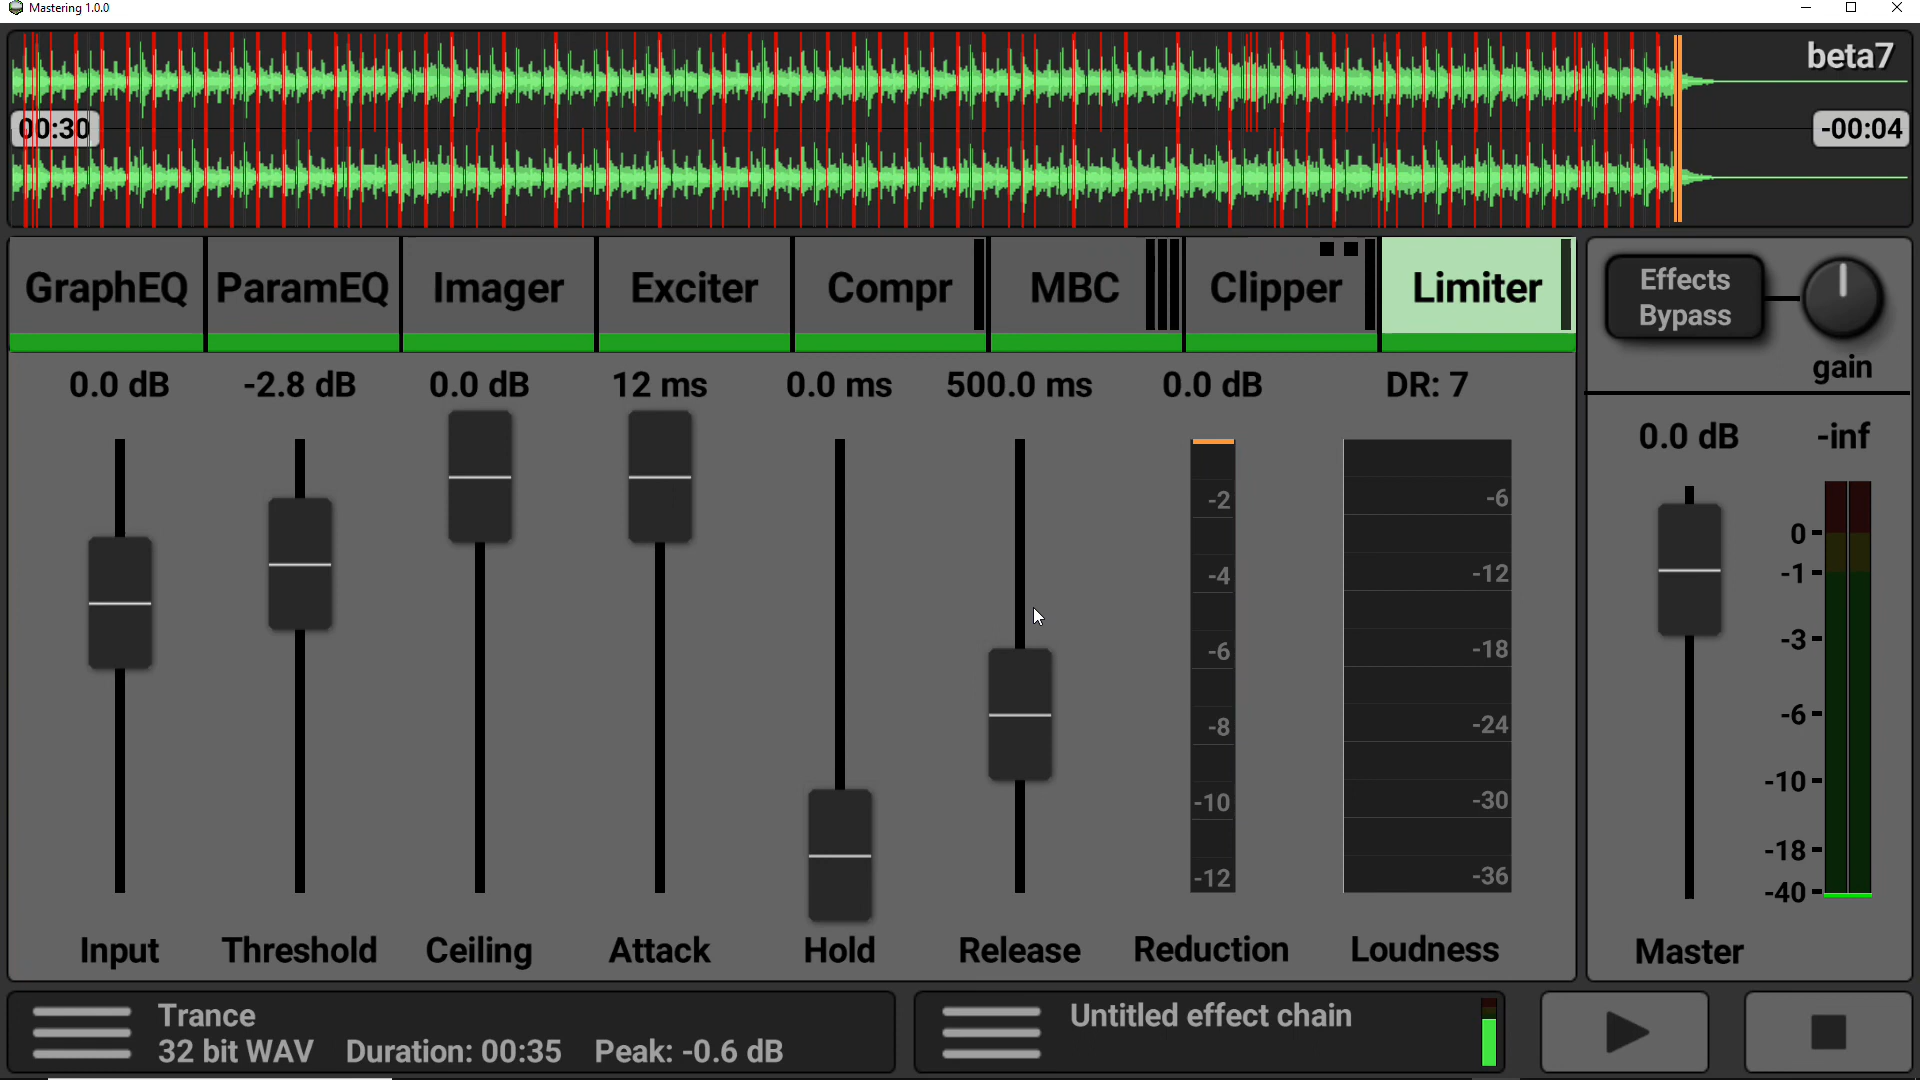 Mastering 1.0.0
beta7
00:30
-00:04
GraphEQ
ParamEQ
Imager
Exciter
Compr
MBC
Clipper
Limiter
Effects
Bypass
gain
0.0 dB
-2.8 dB
0.0 dB
12 ms
0.0 ms
500.0 ms
0.0 dB
DR: 7
0.0 dB
-inf
-2
-4
-6
-8
-10
-12
-6
-12
-18
-24
-30
-36
0
-1
-3
-6
-10
-18
-40
Input
Threshold
Ceiling
Attack
Hold
Release
Reduction
Loudness
Master
Trance
32 bit WAV Duration: 00:35 Peak: -0.6 dB
Untitled effect chain